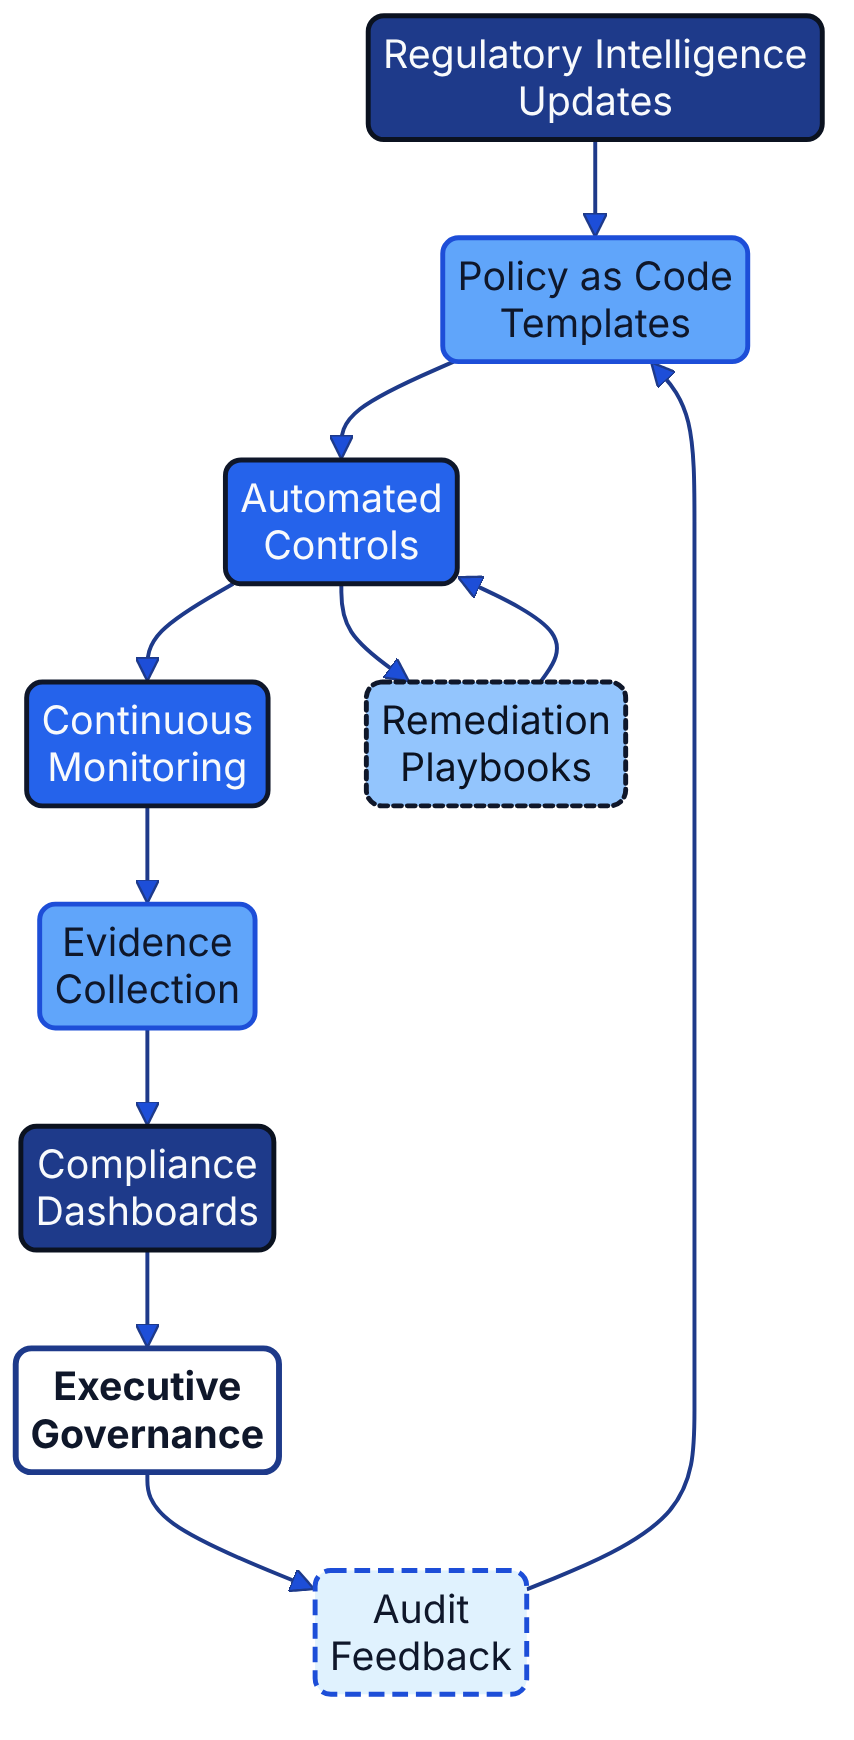 Regulatory Intelligence
Updates
Policy as Code
Templates
Automated
Controls
Continuous
Monitoring
Remediation
Playbooks
Evidence
Collection
Compliance
Dashboards
Executive
Governance
Audit
Feedback